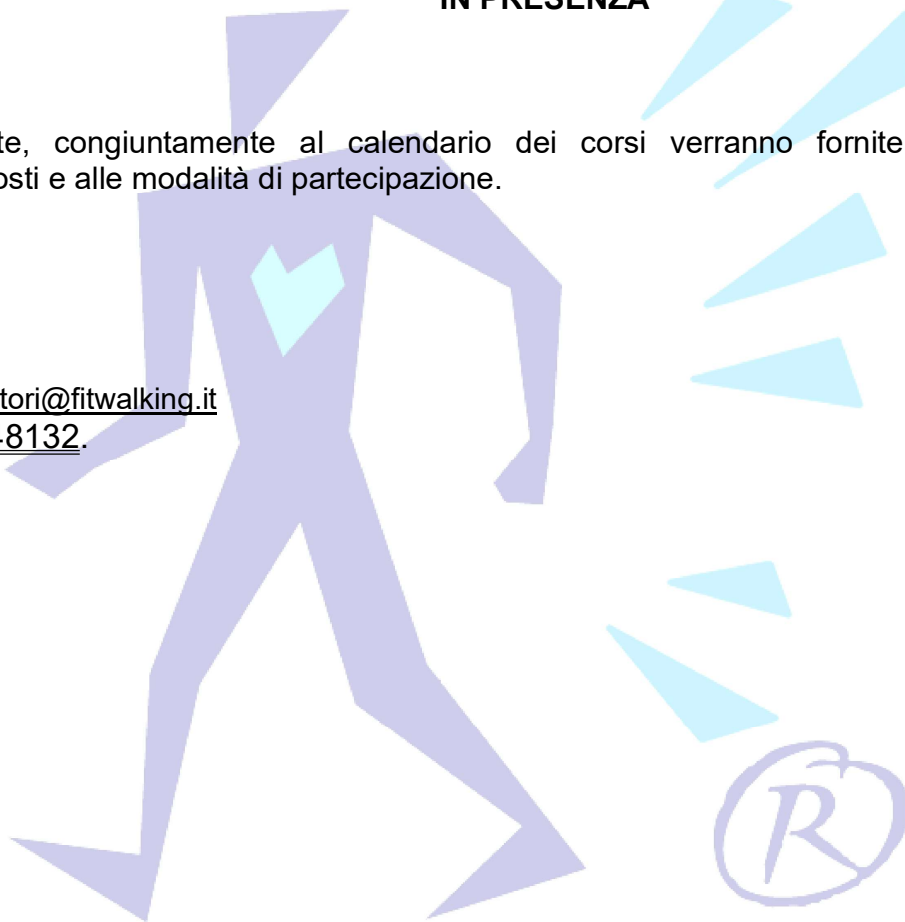 IN PRESENZA
te, congiuntamente al calendario dei corsi verranno fornite
osti e alle modalità di partecipazione.
tori@fitwalking.it
-8132.
R